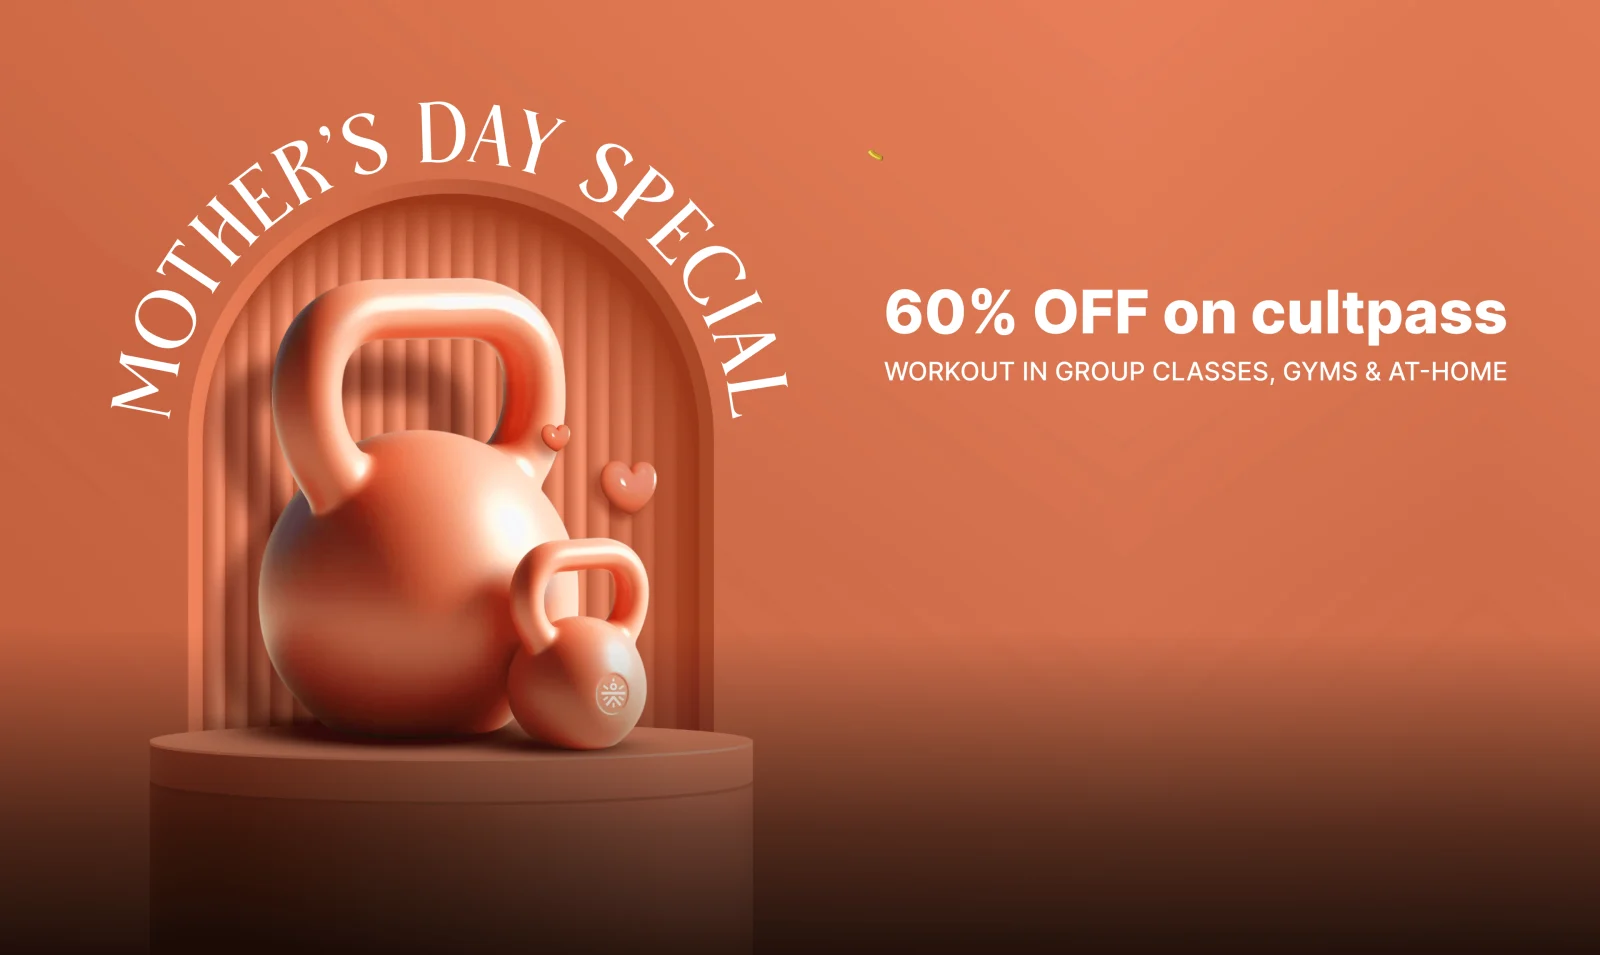 MOTHER’S DAY SPECIAL
60% OFF on cultpass
WORKOUT IN GROUP CLASSES, GYMS & AT-HOME